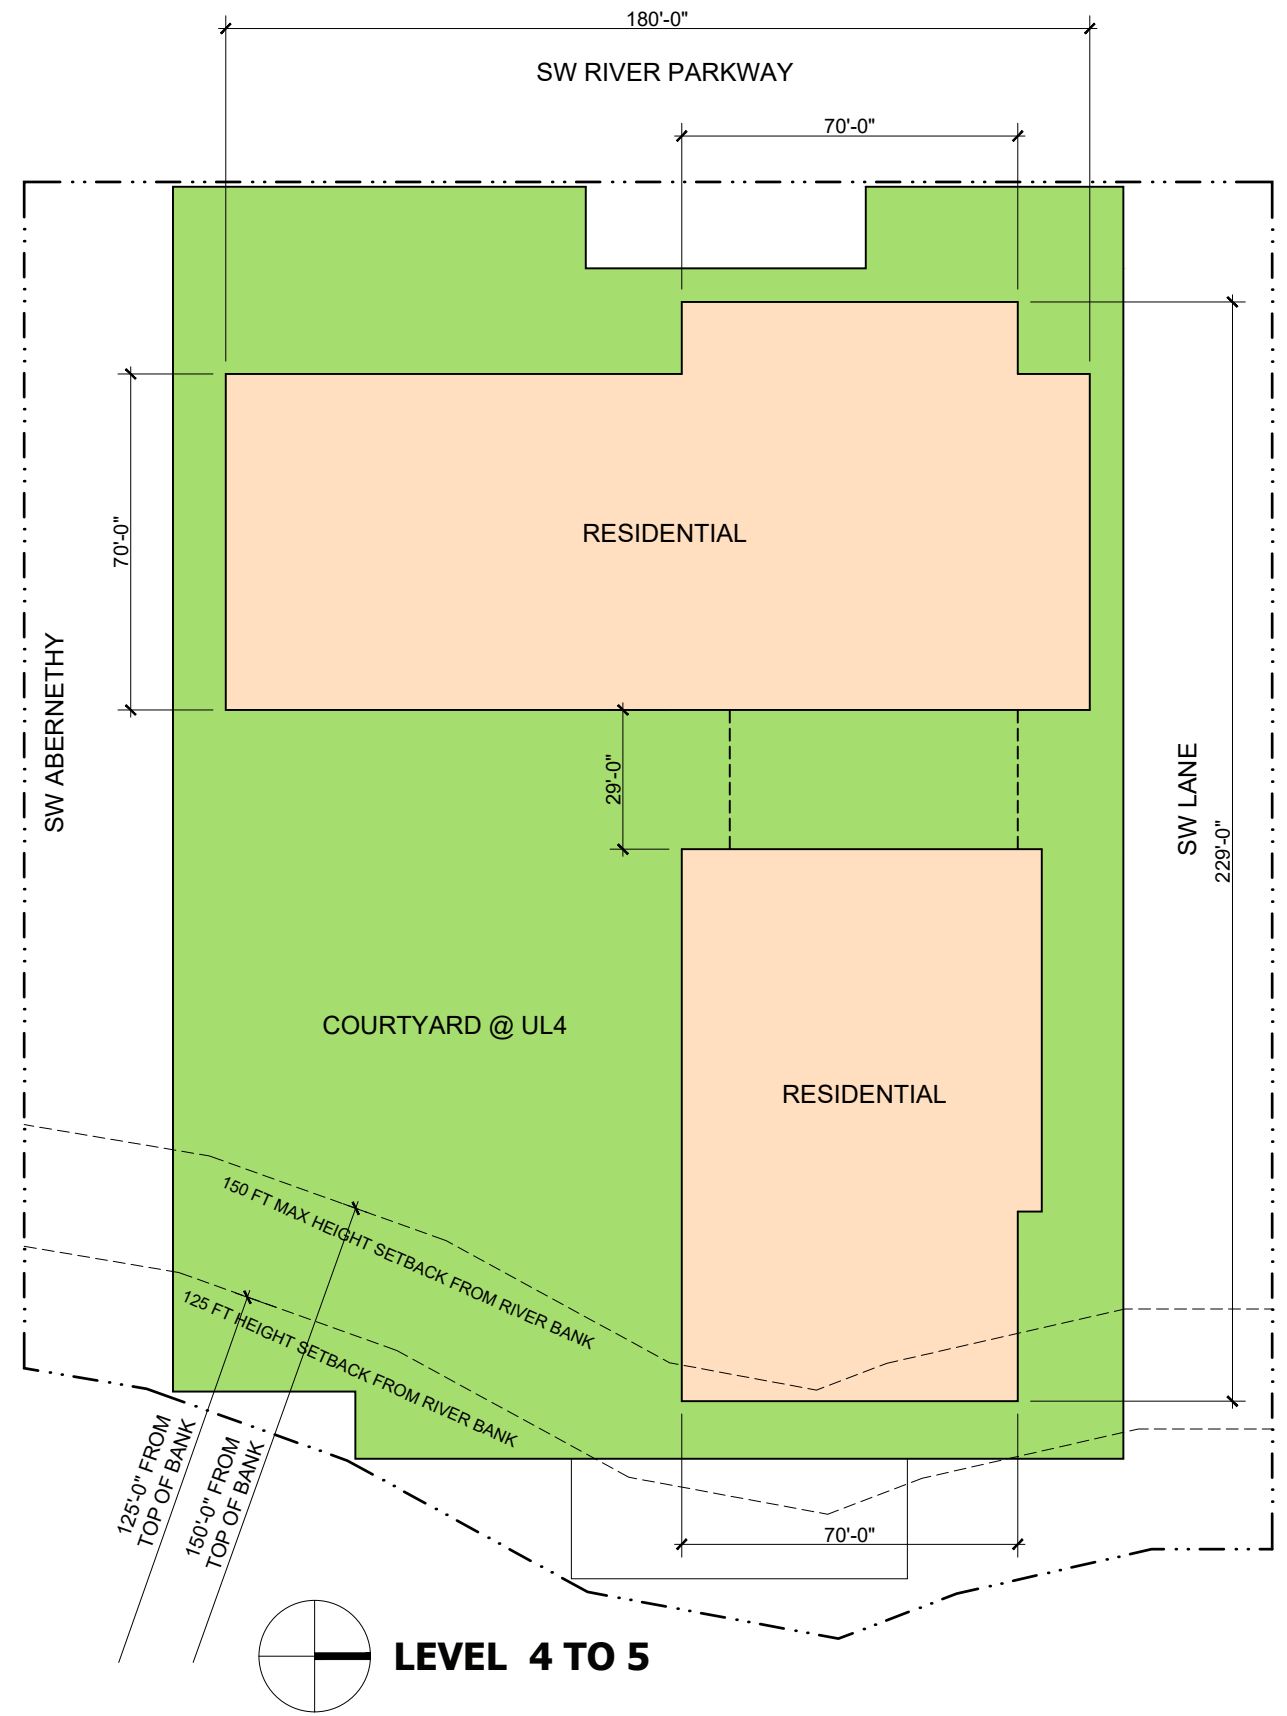 180'-0"
SW RIVER PARKWAY
70'-0"
70'-0"
RESIDENTIAL
SW ABERNETHY
29'-0"
SW LANE
229'-0"
COURTYARD @ UL4
RESIDENTIAL
150 FT MAX HEIGHT SETBACK FROM RIVER BANK
125 FT HEIGHT SETBACK FROM RIVER BANK
125'-0" FROM
TOP OF BANK
150'-0" FROM
TOP OF BANK
70'-0"
LEVEL 4 TO 5